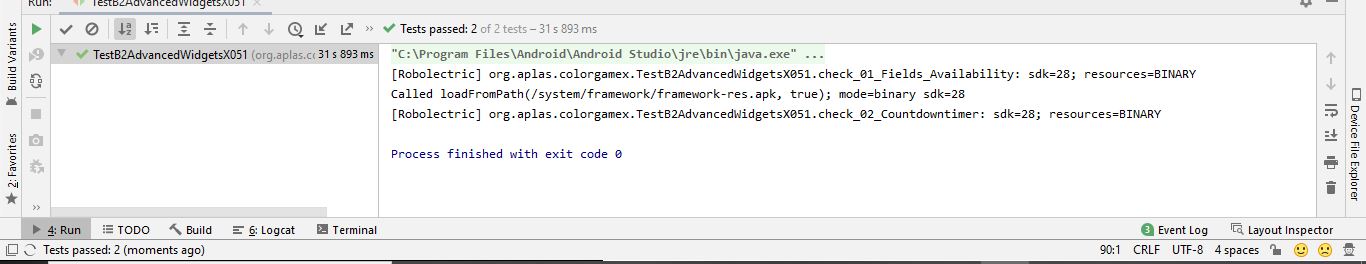 Run: TestB2AdvancedWidgetsX051 ×
Tests passed: 2 of 2 tests – 31 s 893 ms
TestB2AdvancedWidgetsX051 (org.aplas.co 31 s 893 ms
"C:\Program Files\Android\Android Studio\jre\bin\java.exe" ...
[Robolectric] org.aplas.colorgamex.TestB2AdvancedWidgetsX051.check_01_Fields_Availability: sdk=28; resources=BINARY
Called loadFromPath(/system/framework/framework-res.apk, true); mode=binary sdk=28
[Robolectric] org.aplas.colorgamex.TestB2AdvancedWidgetsX051.check_02_Countdowntimer: sdk=28; resources=BINARY
Process finished with exit code 0
Build Variants
2: Favorites
Device File Explorer
4: Run TODO Build 6: Logcat Terminal 3 Event Log Layout Inspector
Tests passed: 2 (moments ago) 90:1 CRLF UTF-8 4 spaces